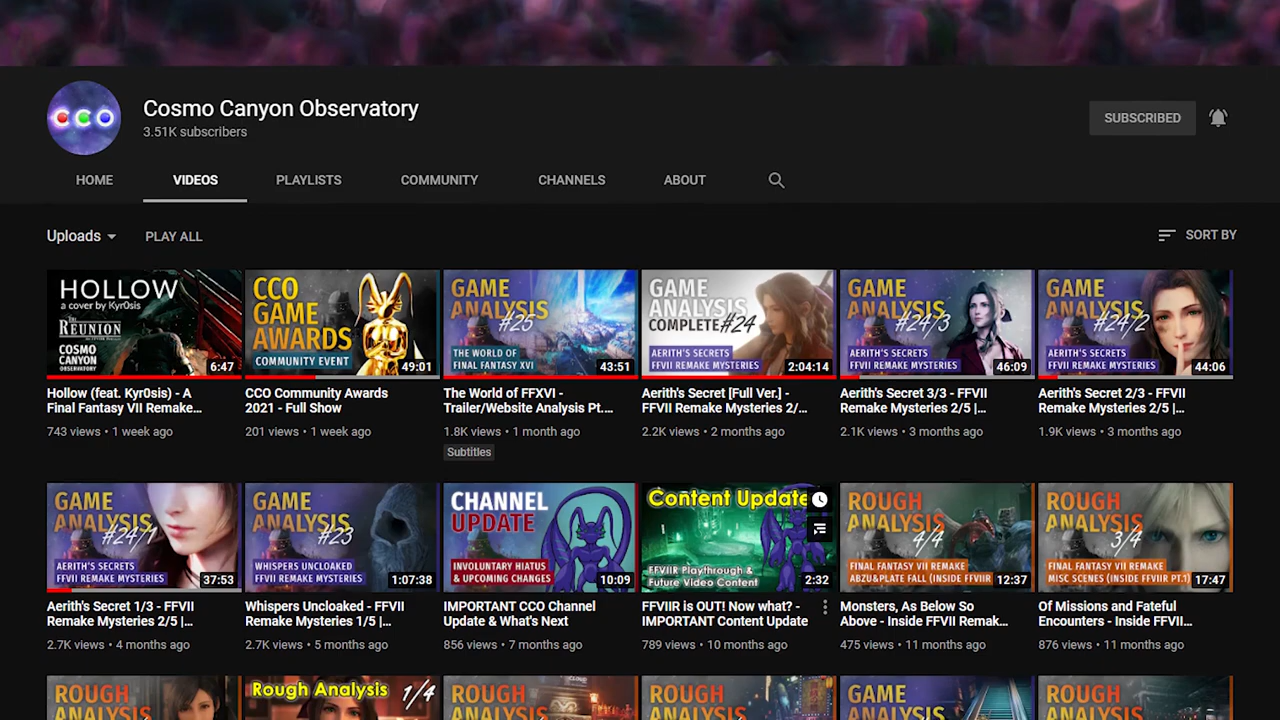 CCO
Cosmo Canyon Observatory
3.51K subscribers
SUBSCRIBED
HOME
VIDEOS
PLAYLISTS
COMMUNITY
CHANNELS
ABOUT
Uploads
PLAY ALL
SORT BY
HOLLOW
a cover by Kyr0sis
THE
REUNION
COSMO
CANYON
OBSERVATORY
6:47
Hollow (feat. Kyr0sis) - A
Final Fantasy VII Remake...
743 views • 1 week ago
CCO
GAME
AWARDS
COMMUNITY EVENT
49:01
CCO Community Awards
2021 - Full Show
201 views • 1 week ago
GAME
ANALYSIS
#25
THE WORLD OF
FINAL FANTASY XVI
43:51
The World of FFXVI -
Trailer/Website Analysis Pt....
1.8K views • 1 month ago
Subtitles
GAME
ANALYSIS
COMPLETE #24
AERITH'S SECRETS
FFVII REMAKE MYSTERIES
2:04:14
Aerith's Secret [Full Ver.] -
FFVII Remake Mysteries 2/...
2.2K views • 2 months ago
GAME
ANALYSIS
#24/3
AERITH'S SECRETS
FFVII REMAKE MYSTERIES
46:09
Aerith's Secret 3/3 - FFVII
Remake Mysteries 2/5 |...
2.1K views • 3 months ago
GAME
ANALYSIS
#24/2
AERITH'S SECRETS
FFVII REMAKE MYSTERIES
44:06
Aerith's Secret 2/3 - FFVII
Remake Mysteries 2/5 |...
1.9K views • 3 months ago
GAME
ANALYSIS
#24/1
AERITH'S SECRETS
FFVII REMAKE MYSTERIES
37:53
Aerith's Secret 1/3 - FFVII
Remake Mysteries 2/5 |...
2.7K views • 4 months ago
GAME
ANALYSIS
#23
WHISPERS UNCLOAKED
FFVII REMAKE MYSTERIES
1:07:38
Whispers Uncloaked - FFVII
Remake Mysteries 1/5 |...
2.7K views • 5 months ago
CHANNEL
UPDATE
INVOLUNTARY HIATUS
& UPCOMING CHANGES
10:09
IMPORTANT CCO Channel
Update & What's Next
856 views • 7 months ago
Content Update
FFVIIR Playthrough &
Future Video Content
2:32
FFVIIR is OUT! Now what? -
IMPORTANT Content Update
789 views • 10 months ago
ROUGH
ANALYSIS
4/4
FINAL FANTASY VII REMAKE
ABZU&PLATE FALL (INSIDE FFVIIR
12:37
Monsters, As Below So
Above - Inside FFVII Remak...
475 views • 11 months ago
ROUGH
ANALYSIS
3/4
FINAL FANTASY VII REMAKE
MISC SCENES (INSIDE FFVIIR PT.1)
17:47
Of Missions and Fateful
Encounters - Inside FFVII...
876 views • 11 months ago
ROUGH
ANALYSIS
Rough Analysis 1/4
ROUGH
ANALYSIS
ROUGH
ANALYSIS
GAME
ANALYSIS
ROUGH
ANALYSIS